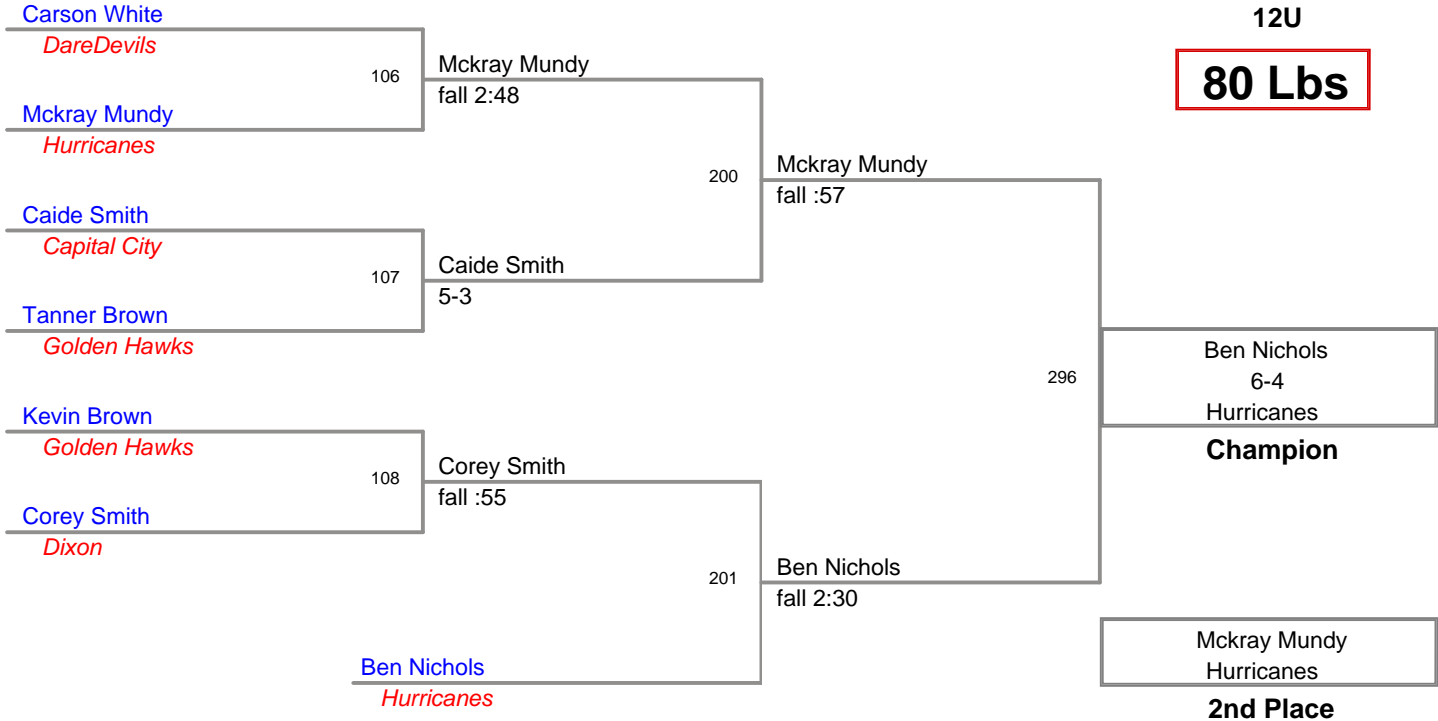 Carson White
DareDevils
12U
80 Lbs
106
Mckray Mundy
fall 2:48
Mckray Mundy
Hurricanes
200
Mckray Mundy
fall :57
Caide Smith
Capital City
107
Caide Smith
5-3
Tanner Brown
Golden Hawks
296
Ben Nichols
6-4
Hurricanes
Champion
Kevin Brown
Golden Hawks
108
Corey Smith
fall :55
Corey Smith
Dixon
201
Ben Nichols
fall 2:30
Ben Nichols
Hurricanes
Mckray Mundy
Hurricanes
2nd Place